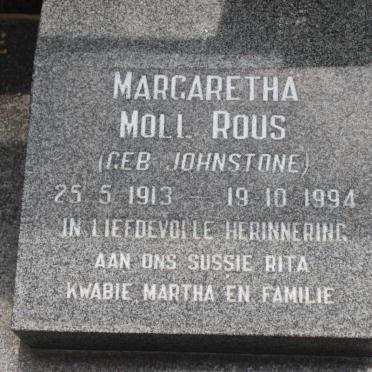 MARGARETHA
MOLL ROUS
(GEB JOHNSTONE)
25 5 1913 — 19 10 1994
IN LIEFDEVOLLE HERINNERING
AAN ONS SUSSIE RITA
KWABIE, MARTHA EN FAMILIE